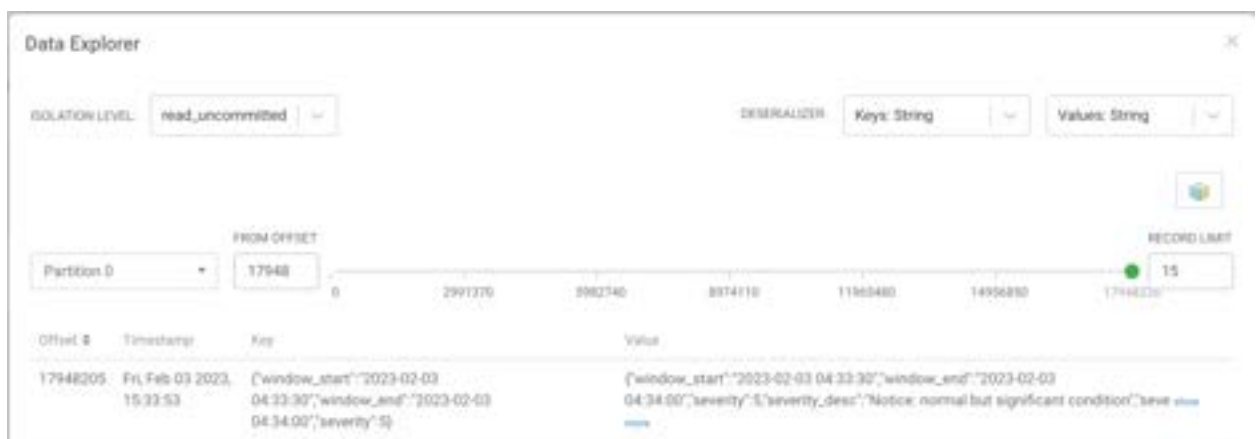 Data Explorer
ISOLATION LEVEL read_uncommitted DESERIALIZER Keys: String Values: String
FROM OFFSET RECORD LIMIT
Partition 0 17948 15
0 2991370 5982740 8974110 11965480 14956850
Offset Timestamp Key Value
17948205 Fri, Feb 03 2023, {"window_start":"2023-02-03 {"window_start":"2023-02-03 04:33:30","window_end":"2023-02-03
15:33:53 04:33:30","window_end":"2023-02-03 04:34:00","severity":5,"severity_desc":"Notice: normal but significant condition","seve show
04:34:00","severity":5} more